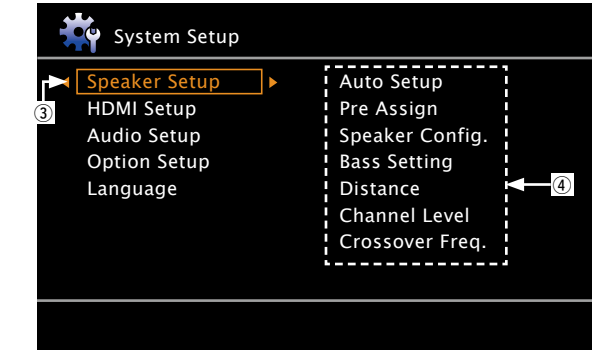 System Setup
Speaker Setup
HDMI Setup
Audio Setup
Option Setup
Language
Auto Setup
Pre Assign
Speaker Config.
Bass Setting
Distance
Channel Level
Crossover Freq.
③
④